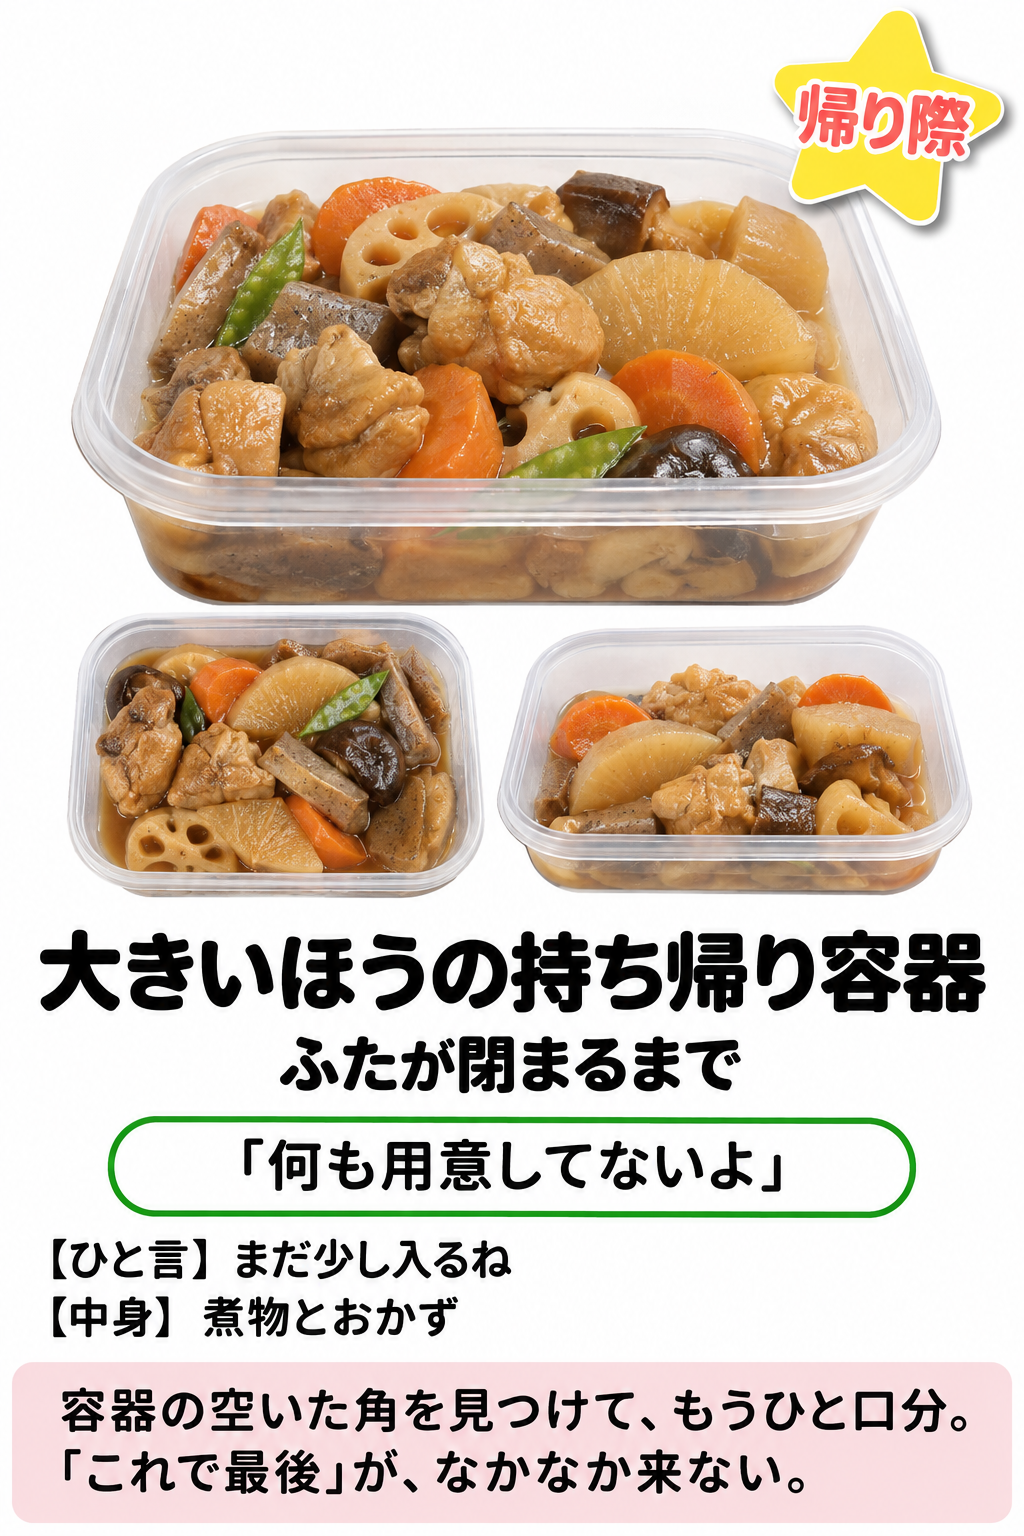 帰り際
大きいほうの持ち帰り容器
ふたが閉まるまで
「何も用意してないよ」
【ひと言】まだ少し入るね
【中身】煮物とおかず
容器の空いた角を見つけて、もうひと口分。
「これで最後」が、なかなか来ない。